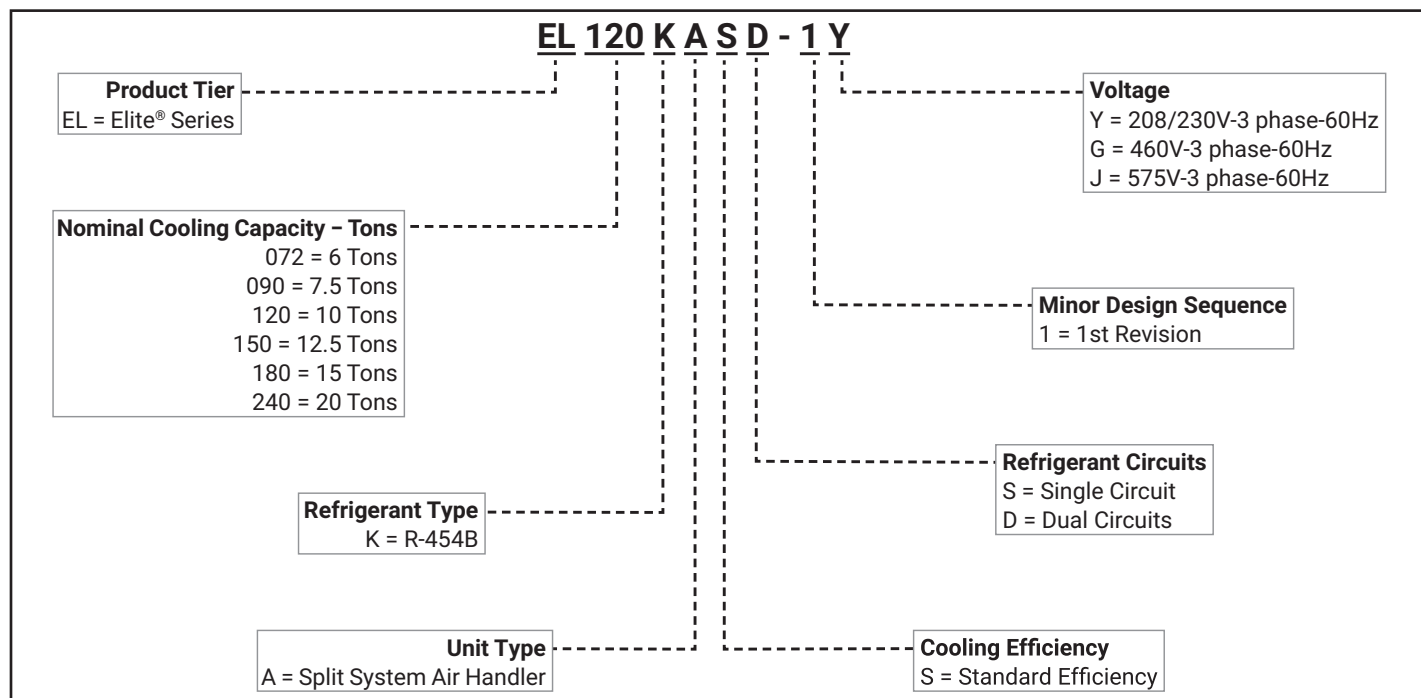 EL 120 K A S D - 1 Y
Product Tier
EL = Elite® Series
Voltage
Y = 208/230V-3 phase-60Hz
G = 460V-3 phase-60Hz
J = 575V-3 phase-60Hz
Nominal Cooling Capacity – Tons
072 = 6 Tons
090 = 7.5 Tons
120 = 10 Tons
150 = 12.5 Tons
180 = 15 Tons
240 = 20 Tons
Minor Design Sequence
1 = 1st Revision
Refrigerant Circuits
S = Single Circuit
D = Dual Circuits
Refrigerant Type
K = R-454B
Unit Type
A = Split System Air Handler
Cooling Efficiency
S = Standard Efficiency